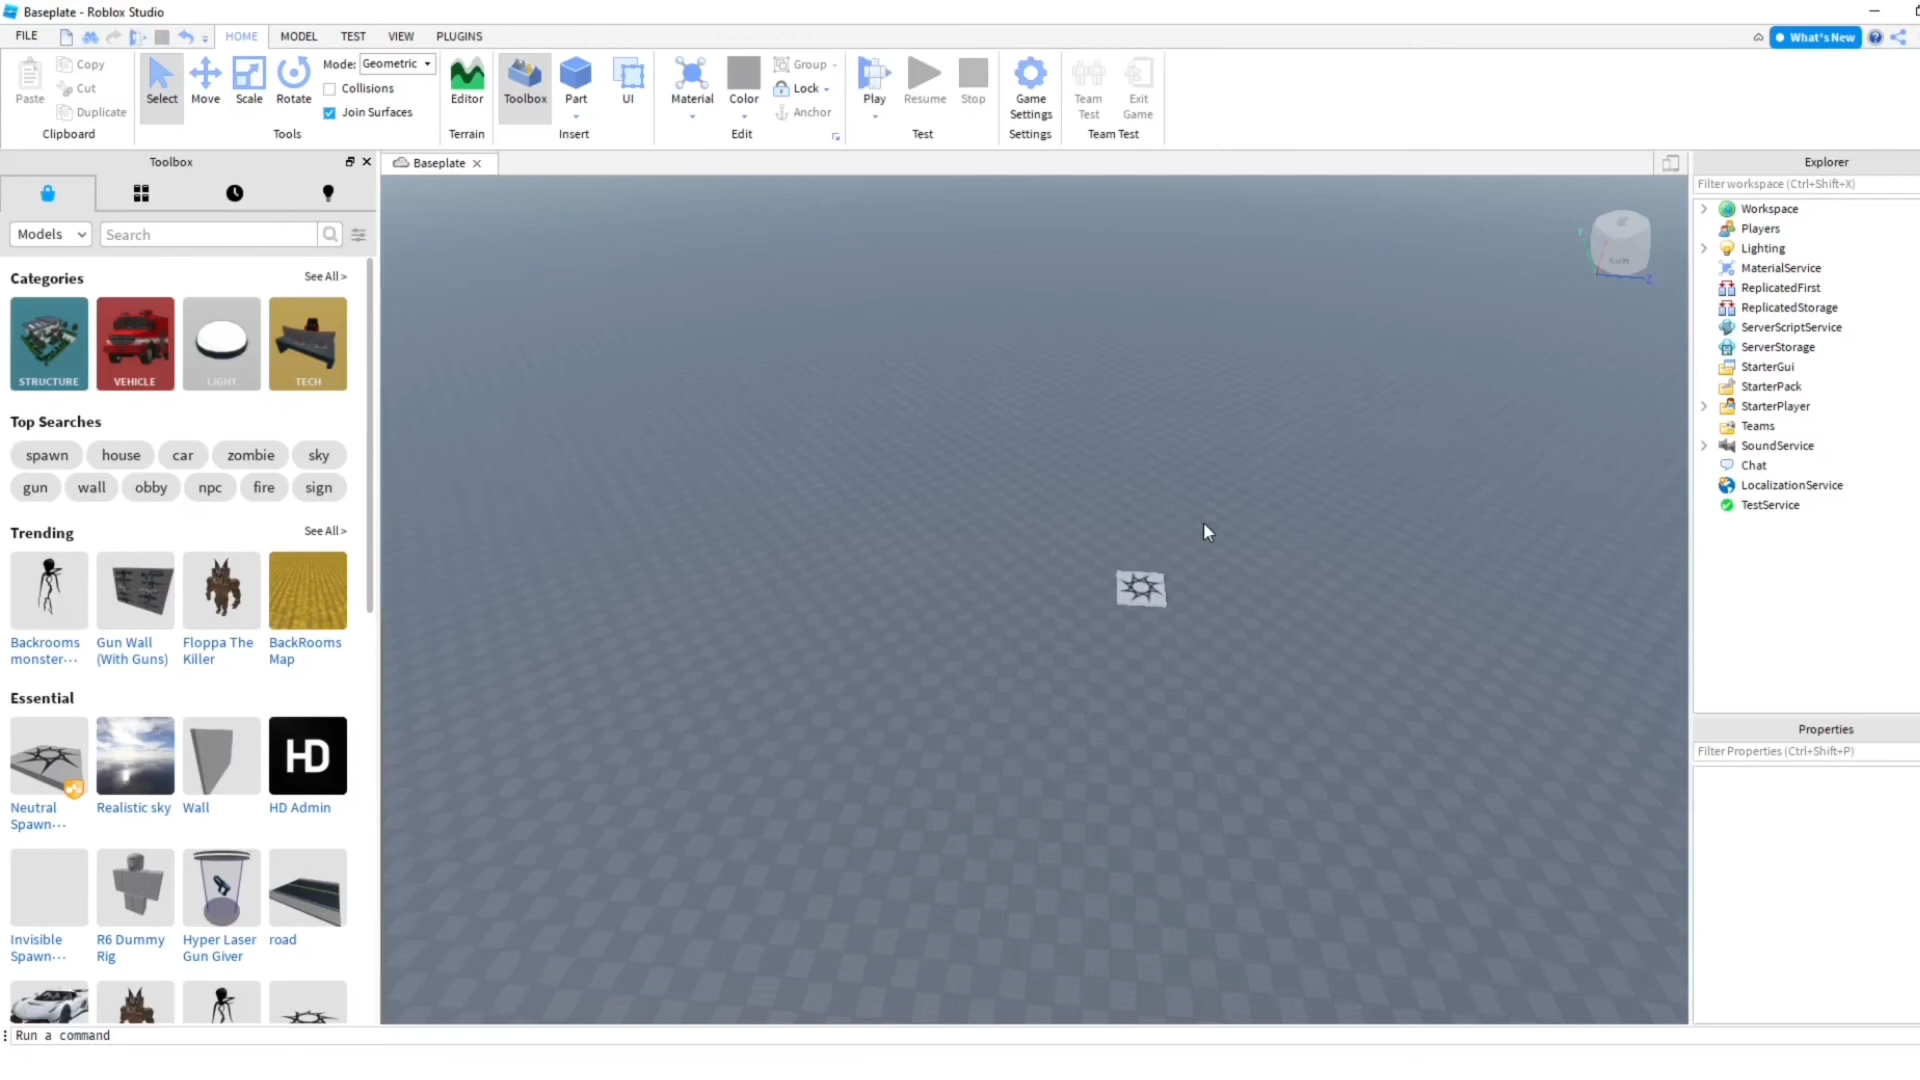 Baseplate - Roblox Studio
FILE
HOME
MODEL
TEST
VIEW
PLUGINS
What's New
Paste
Copy
Cut
Duplicate
Clipboard
Select
Move
Scale
Rotate
Mode: Geometric
Collisions
Join Surfaces
Tools
Editor
Terrain
Toolbox
Part
UI
Insert
Material
Color
Group
Lock
Anchor
Edit
Play
Resume
Stop
Test
Game
Settings
Settings
Team
Test
Exit
Game
Team Test
Toolbox
Models
Search
Categories
See All >
STRUCTURE
VEHICLE
LIGHT
TECH
Top Searches
spawn
house
car
zombie
sky
gun
wall
obby
npc
fire
sign
Trending
See All >
Backrooms
monster···
Gun Wall
(With Guns)
Floppa The
Killer
BackRooms
Map
Essential
HD
Neutral
Spawn···
Realistic sky
Wall
HD Admin
Invisible
Spawn···
R6 Dummy
Rig
Hyper Laser
Gun Giver
road
Run a command
Baseplate
Y
Left
Z
Explorer
Filter workspace (Ctrl+Shift+X)
Workspace
Players
Lighting
MaterialService
ReplicatedFirst
ReplicatedStorage
ServerScriptService
ServerStorage
StarterGui
StarterPack
StarterPlayer
Teams
SoundService
Chat
LocalizationService
TestService
Properties
Filter Properties (Ctrl+Shift+P)